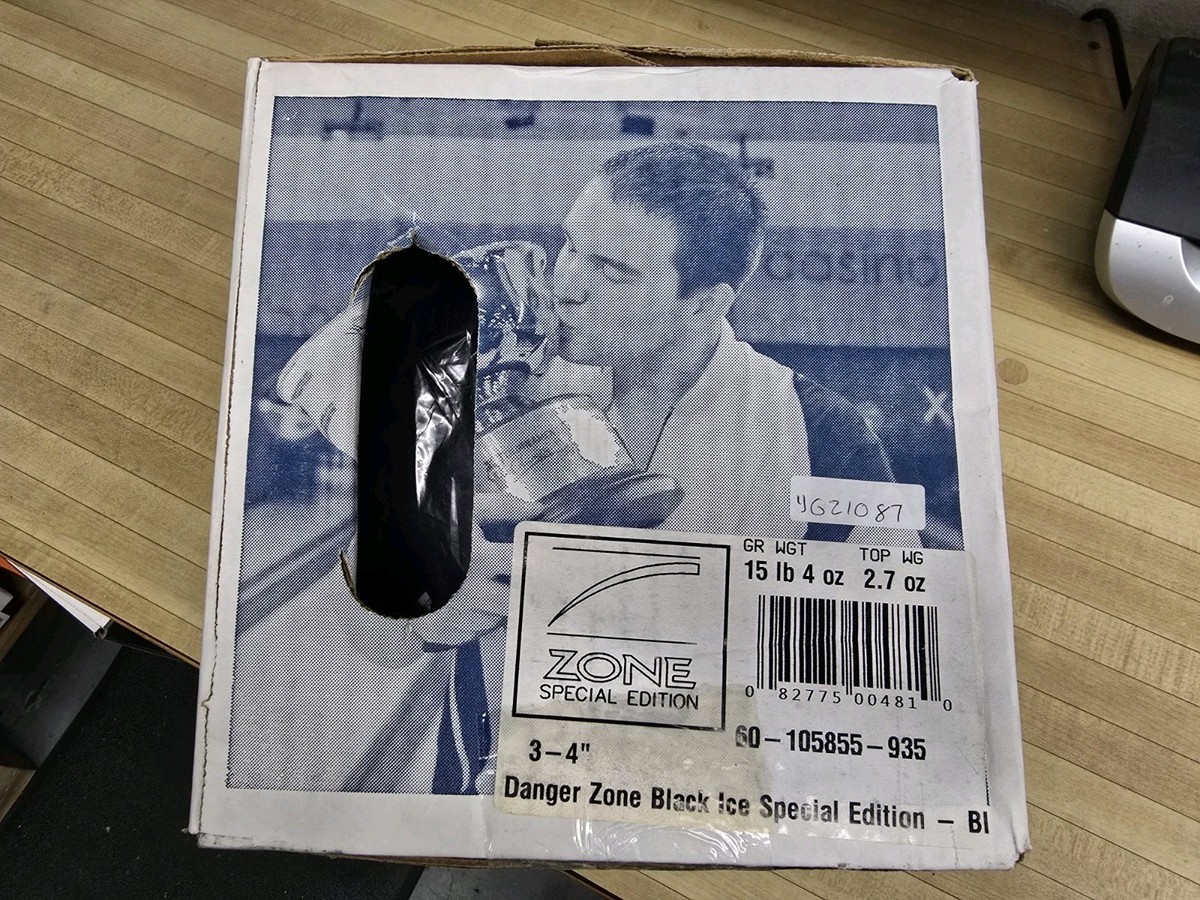 casino
x
YG21087
GR WGT TOP WG
15 lb 4 oz 2.7 oz
0 82775 00481 0
ZONE
SPECIAL EDITION
60-105855-935
3-4"
Danger Zone Black Ice Special Edition - Bl